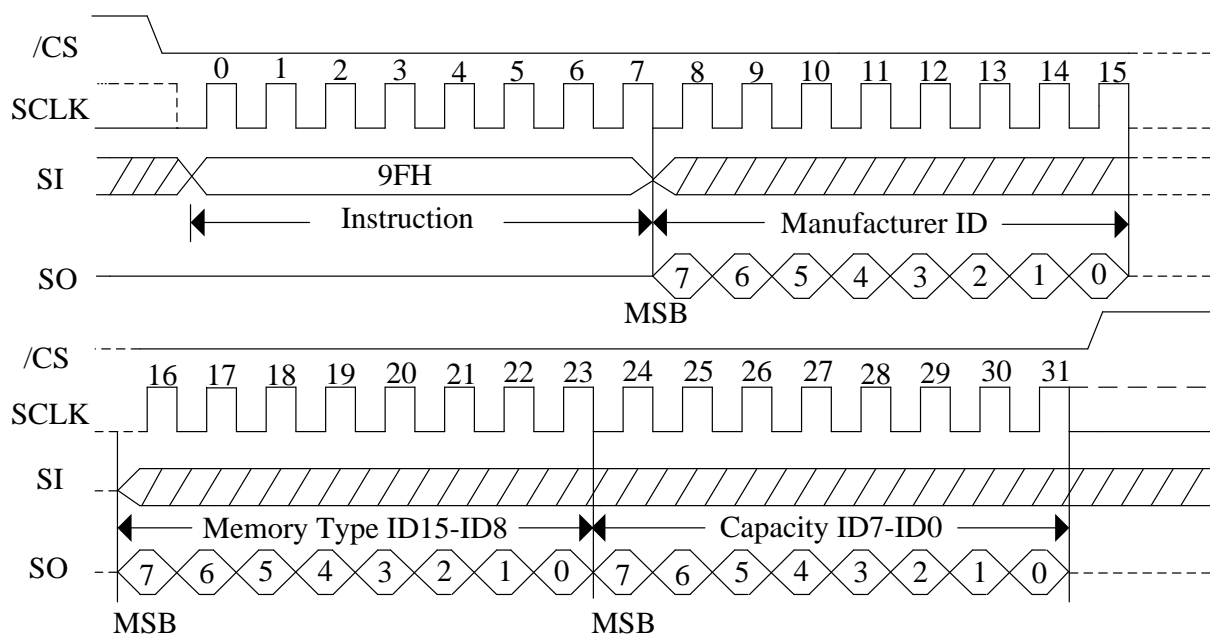 /CS
0 1 2 3 4 5 6 7 8 9 10 11 12 13 14 15
SCLK
SI 9FH
Instruction Manufacturer ID
SO 7 6 5 4 3 2 1 0
MSB
/CS
16 17 18 19 20 21 22 23 24 25 26 27 28 29 30 31
SCLK
SI
Memory Type ID15-ID8 Capacity ID7-ID0
SO 7 6 5 4 3 2 1 0 7 6 5 4 3 2 1 0
MSB MSB